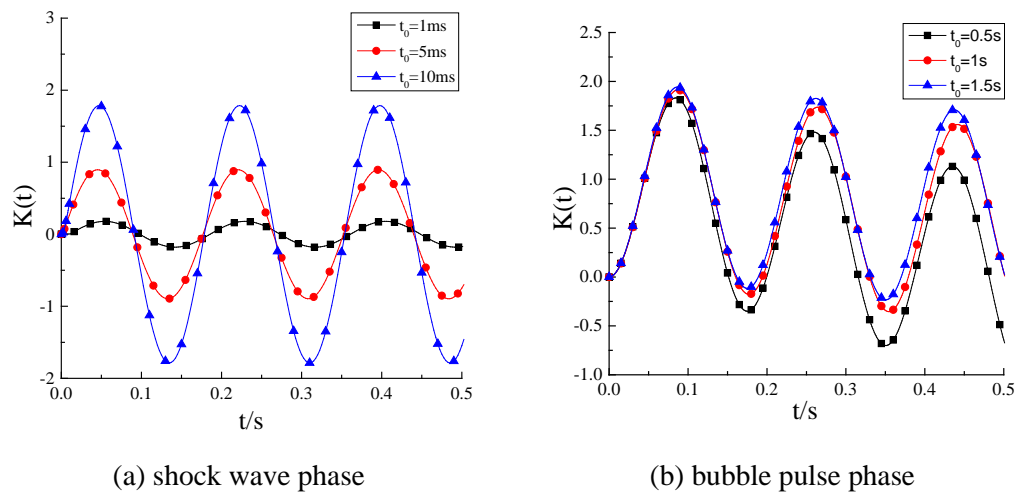 t₀=1ms
t₀=5ms
t₀=10ms
2
1
0
-1
-2
K(t)
0.0
0.1
0.2
0.3
0.4
0.5
t/s
(a) shock wave phase
t₀=0.5s
t₀=1s
t₀=1.5s
2.5
2.0
1.5
1.0
0.5
0.0
-0.5
-1.0
K(t)
0.0
0.1
0.2
0.3
0.4
0.5
t/s
(b) bubble pulse phase